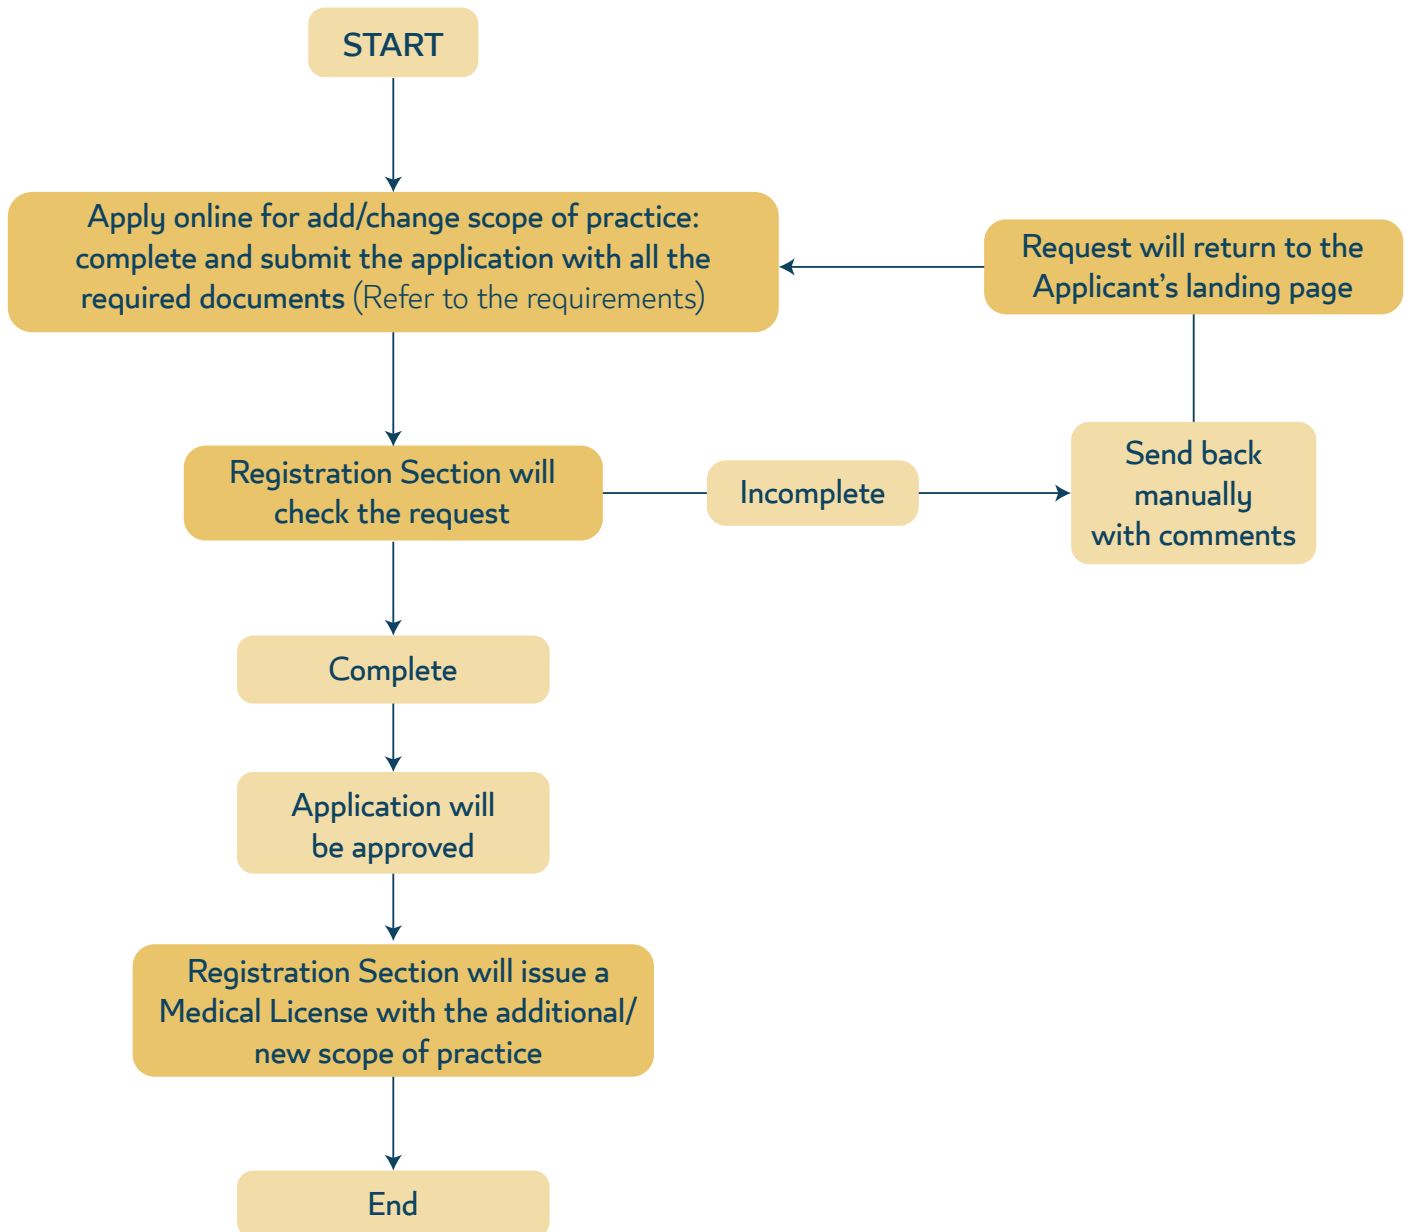 START
Apply online for add/change scope of practice:
complete and submit the application with all the
required documents (Refer to the requirements)
Request will return to the
Applicant’s landing page
Registration Section will
check the request
Incomplete
Send back
manually
with comments
Complete
Application will
be approved
Registration Section will issue a
Medical License with the additional/
new scope of practice
End